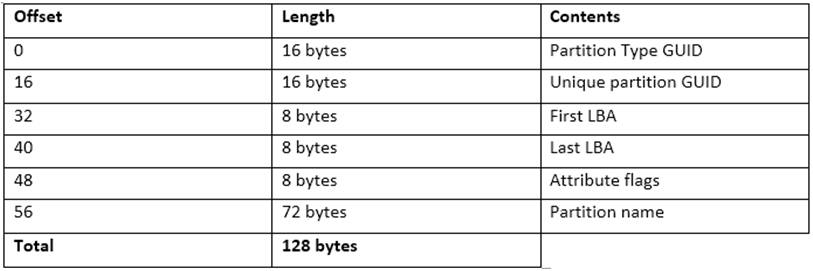 Offset Length Contents
0 16 bytes Partition Type GUID
16 16 bytes Unique partition GUID
32 8 bytes First LBA
40 8 bytes Last LBA
48 8 bytes Attribute flags
56 72 bytes Partition name
Total 128 bytes